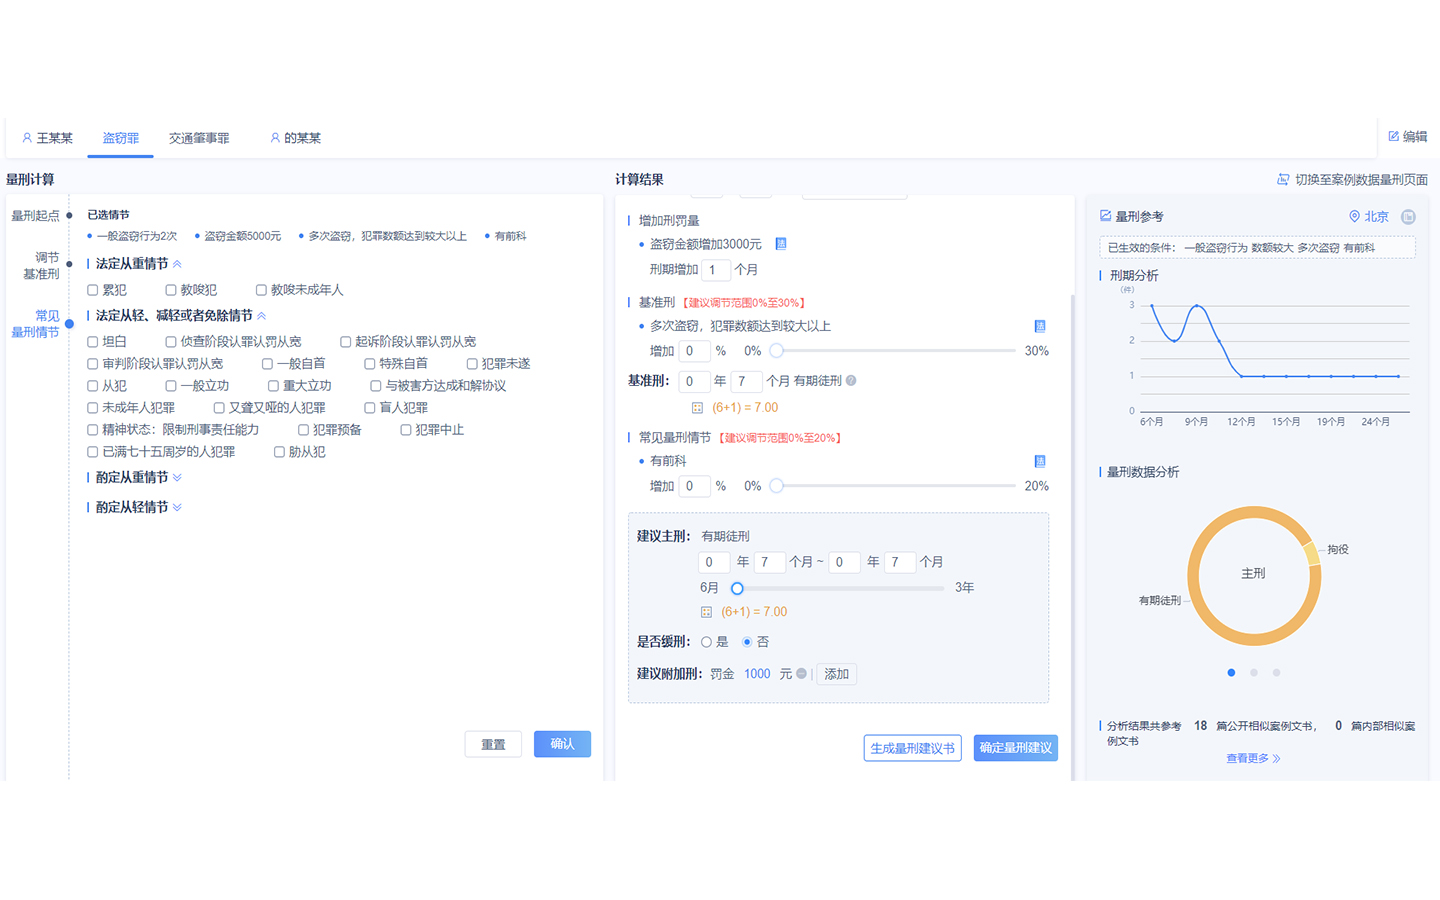 王某某 盗窃罪 交通肇事罪 的某某 编辑
量刑计算
量刑起点
调节
基准刑
常见
量刑情节
已选情节
一般盗窃行为2次 盗窃金额5000元 多次盗窃，犯罪数额达到较大以上 有前科
法定从重情节
累犯 教唆犯 教唆未成年人
法定从轻、减轻或者免除情节
坦白 侦查阶段认罪认罚从宽 起诉阶段认罪认罚从宽
审判阶段认罪认罚从宽 一般自首 特殊自首 犯罪未遂
从犯 一般立功 重大立功 与被害方达成和解协议
未成年人犯罪 又聋又哑的人犯罪 盲人犯罪
精神状态：限制刑事责任能力 犯罪预备 犯罪中止
已满七十五周岁的人犯罪 胁从犯
酌定从重情节
酌定从轻情节
重置 确认
计算结果
增加刑罚量
盗窃金额增加3000元
刑期增加 1 个月
基准刑 【建议调节范围0%至30%】
多次盗窃，犯罪数额达到较大以上
增加 0 % 0% 30%
基准刑： 0 年 7 个月 有期徒刑
(6+1) = 7.00
常见量刑情节 【建议调节范围0%至20%】
有前科
增加 0 % 0% 20%
建议主刑： 有期徒刑
0 年 7 个月 ~ 0 年 7 个月
6月 3年
(6+1) = 7.00
是否缓刑： 是 否
建议附加刑： 罚金 1000 元 添加
生成量刑建议书 确定量刑建议
切换至案例数据量刑页面
量刑参考 北京
已生效的条件： 一般盗窃行为 数额较大 多次盗窃 有前科
刑期分析
（件）
3
2
1
0
6个月 9个月 12个月 15个月 19个月 24个月
量刑数据分析
拘役
主刑
有期徒刑
分析结果共参考 18 篇公开相似案例文书， 0 篇内部相似案
例文书
查看更多